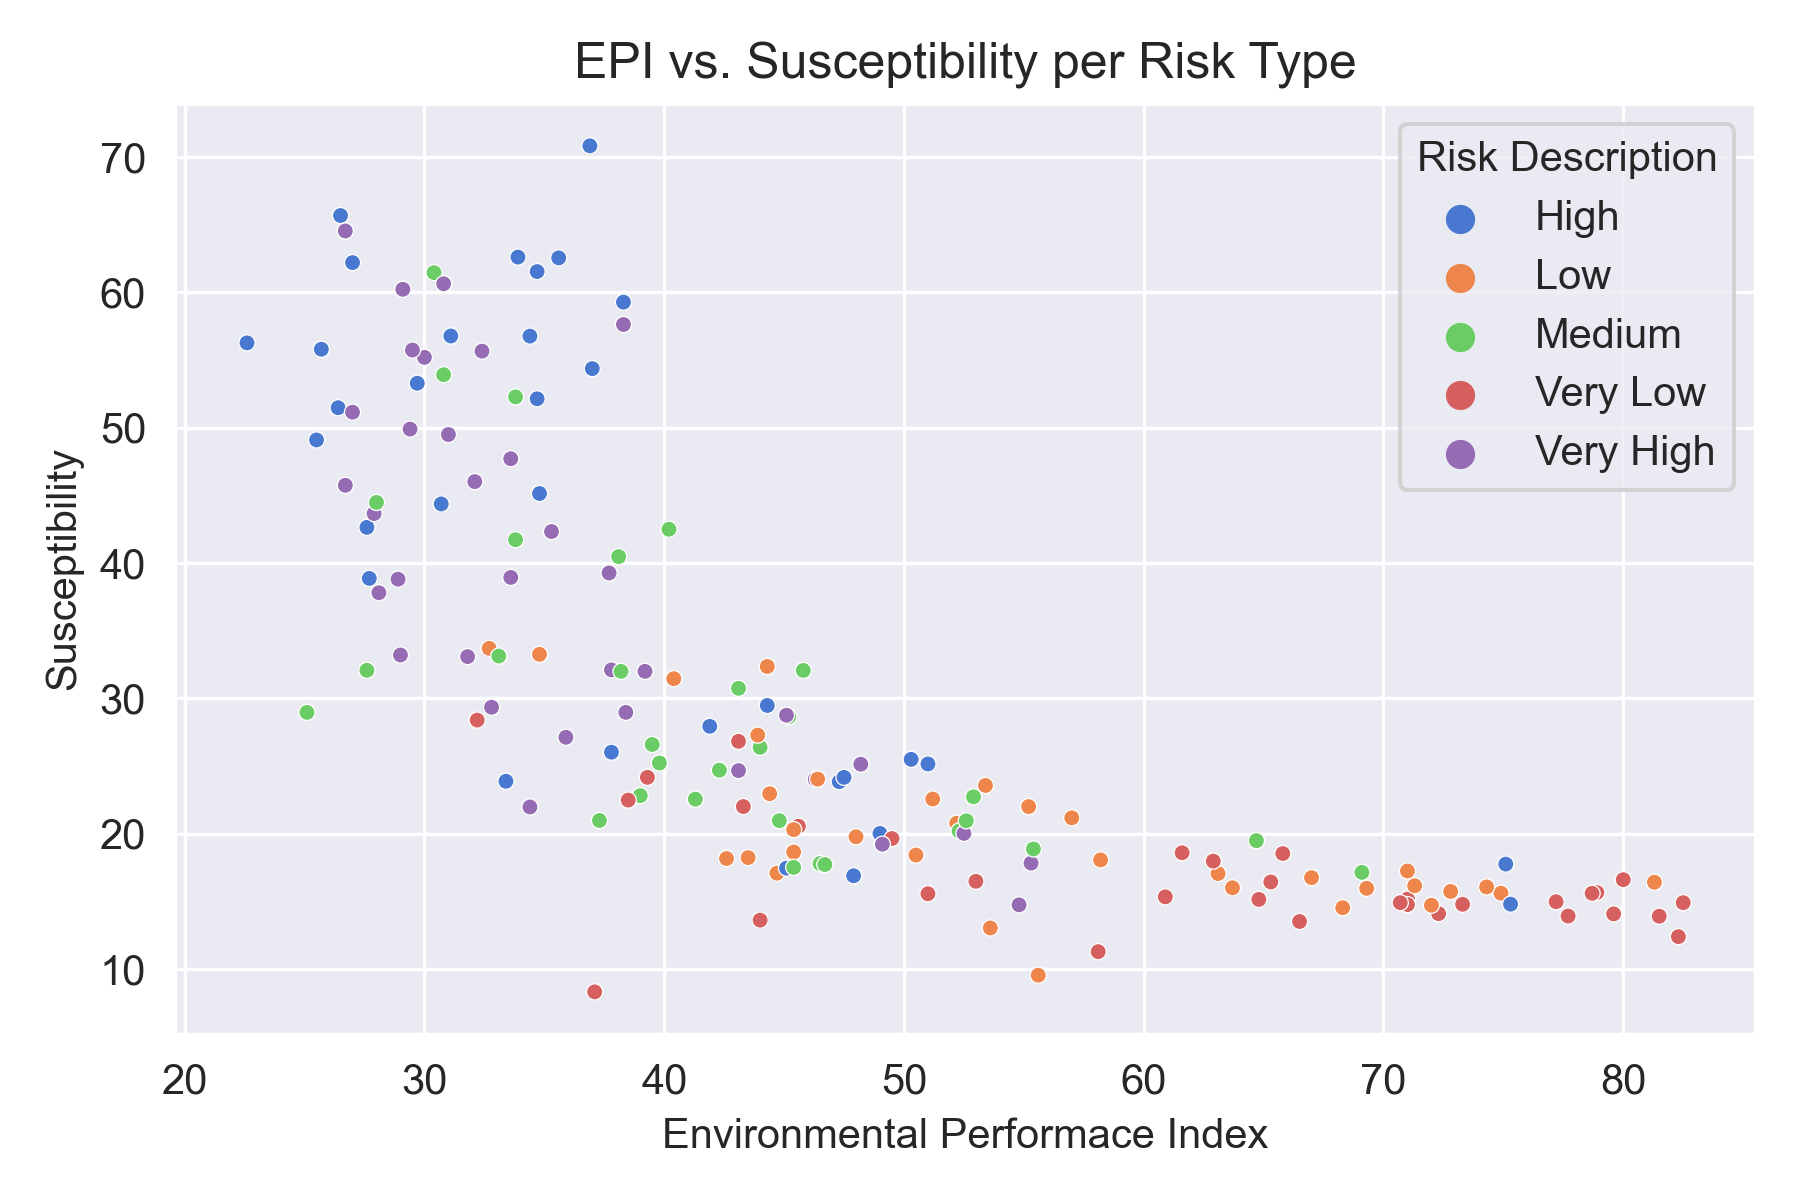 EPI vs. Susceptibility per Risk Type
Risk Description
High
Low
Medium
Very Low
Very High
Susceptibility
70
60
50
40
30
20
10
20 30 40 50 60 70 80
Environmental Performace Index